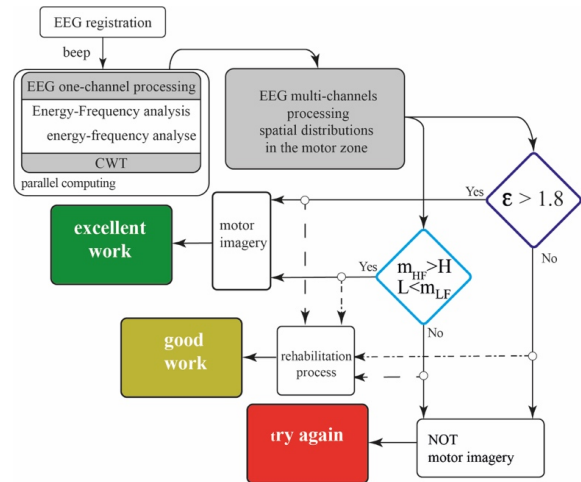 EEG registration
beep
EEG one-channel processing
Energy-Frequency analysis
energy-frequency analyse
CWT
parallel computing
EEG multi-channels
processing
spatial distributions
in the motor zone
Yes
ε > 1.8
No
motor
imagery
excellent
work
Yes
m_HF>H
L<m_LF
No
good
work
rehabilitation
process
try again
NOT
motor imagery